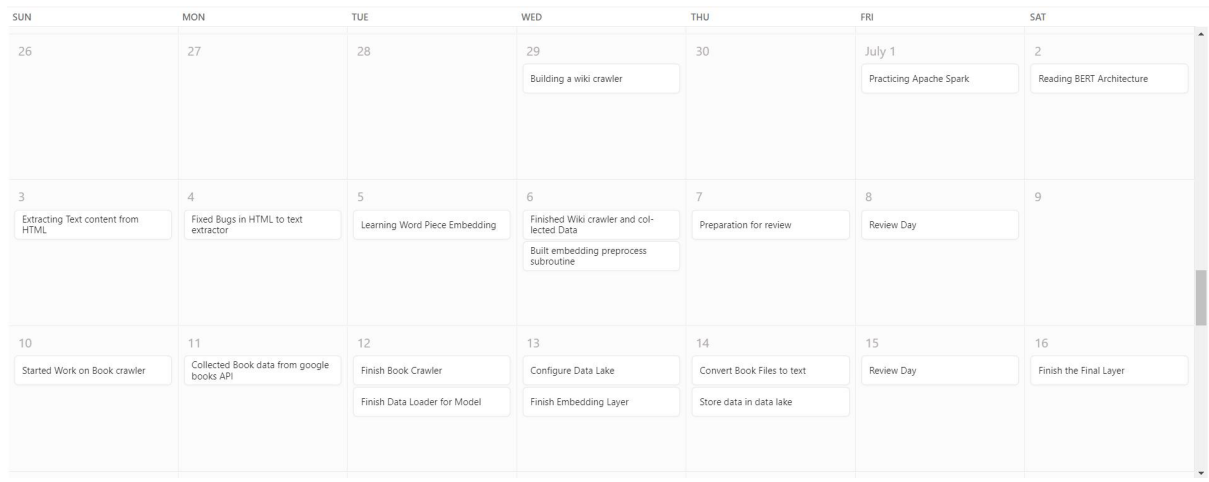 SUN MON TUE WED THU FRI SAT
26 27 28 29 30 July 1 2
Building a wiki crawler
Practicing Apache Spark
Reading BERT Architecture
3 4 5 6 7 8 9
Extracting Text content from
HTML
Fixed Bugs in HTML to text
extractor
Learning Word Piece Embedding
Finished Wiki crawler and col-
lected Data
Built embedding preprocess
subroutine
Preparation for review
Review Day
10 11 12 13 14 15 16
Started Work on Book crawler
Collected Book data from google
books API
Finish Book Crawler
Finish Data Loader for Model
Configure Data Lake
Finish Embedding Layer
Convert Book Files to text
Store data in data lake
Review Day
Finish the Final Layer